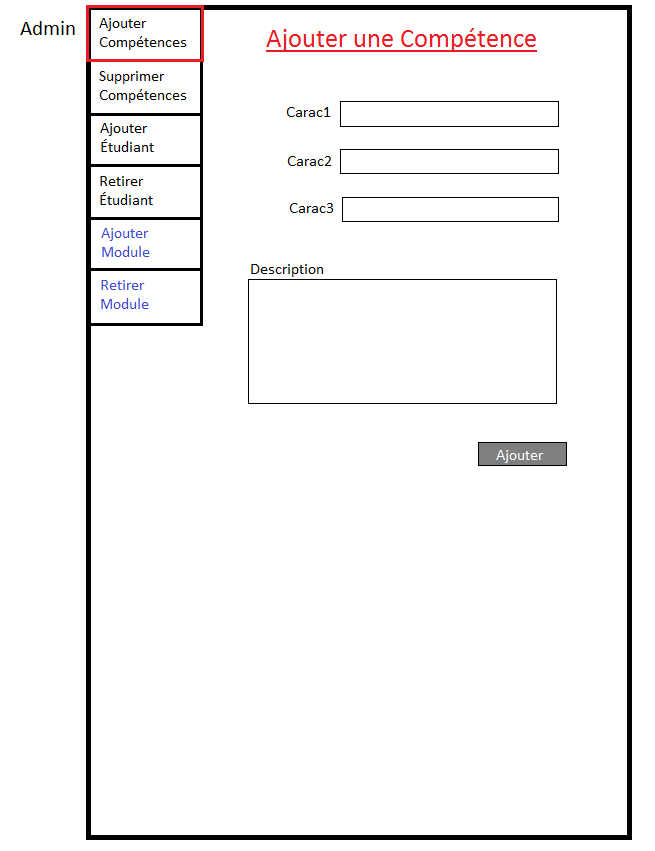 Admin
Ajouter
Compétences
Supprimer
Compétences
Ajouter
Étudiant
Retirer
Étudiant
Ajouter
Module
Retirer
Module
Ajouter une Compétence
Carac1
Carac2
Carac3
Description
Ajouter